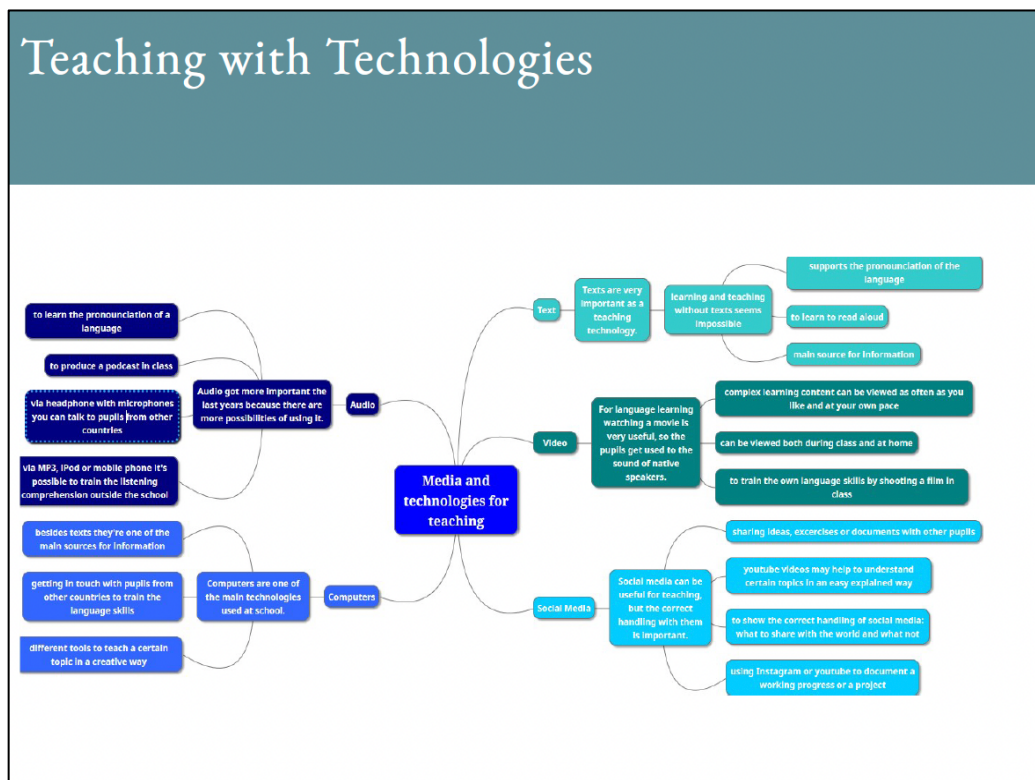 Teaching with Technologies
Media and
technologies for
teaching
Text
Texts are very
important as a
teaching
technology.
learning and teaching
without texts seems
impossible
supports the pronounciation of the
language
to learn to read aloud
main source for information
Video
For language learning
watching a movie is
very useful, so the
pupils get used to the
sound of native
speakers.
complex learning content can be viewed as often as you
like and at your own pace
can be viewed both during class and at home
to train the own language skills by shooting a film in
class
Social Media
Social media can be
useful for teaching,
but the correct
handling with them
is important.
sharing ideas, excercises or documents with other pupils
youtube videos may help to understand
certain topics in an easy explained way
to show the correct handling of social media:
what to share with the world and what not
using Instagram or youtube to document a
working progress or a project
Audio
Audio got more important the
last years because there are
more possibilities of using it.
to learn the pronounciation of a
language
to produce a podcast in class
via headphone with microphones
you can talk to pupils from other
countries
via MP3, iPod or mobile phone it's
possible to train the listening
comprehension outside the school
Computers
Computers are one of
the main technologies
used at school.
besides texts they're one of the
main sources for information
getting in touch with pupils from
other countries to train the
language skills
different tools to teach a certain
topic in a creative way